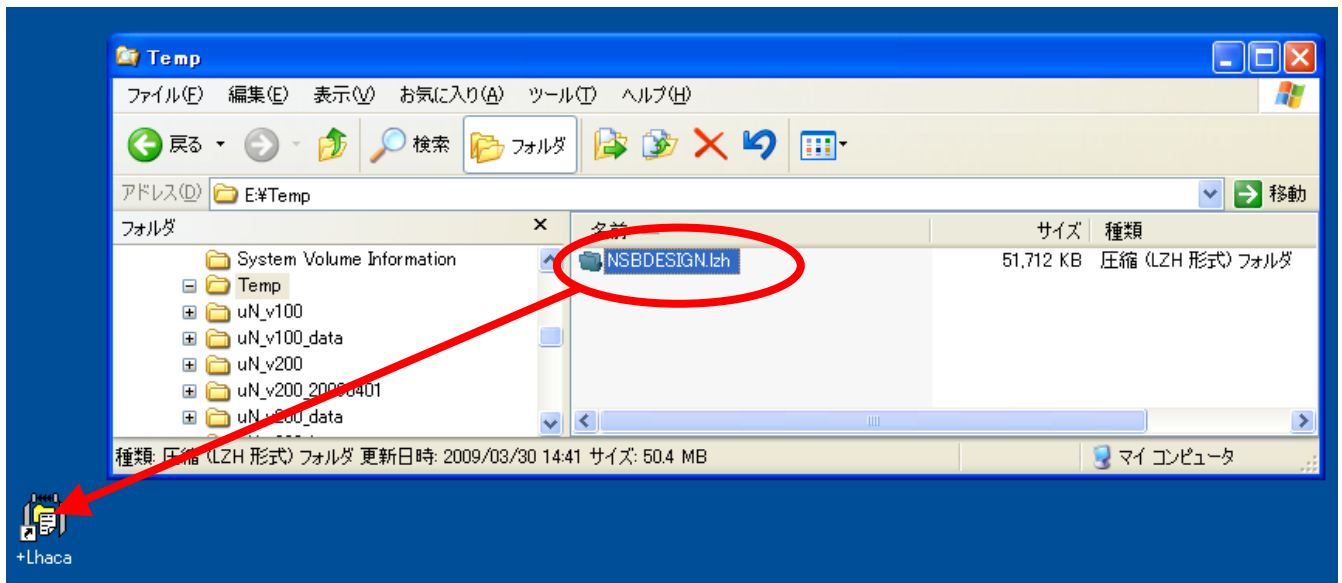 Temp
ファイル(F) 編集(E) 表示(V) お気に入り(A) ツール(T) ヘルプ(H)
戻る 検索 フォルダ
アドレス(D) E:¥Temp 移動
フォルダ × 名前 サイズ 種類
System Volume Information
NSBDESIGN.lzh 51,712 KB 圧縮 (LZH 形式) フォルダ
Temp
uN_v100
uN_v100_data
uN_v200
uN_v200_20090401
uN_v200_data
種類: 圧縮 (LZH 形式) フォルダ 更新日時: 2009/03/30 14:41 サイズ: 50.4 MB マイ コンピュータ
+Lhaca